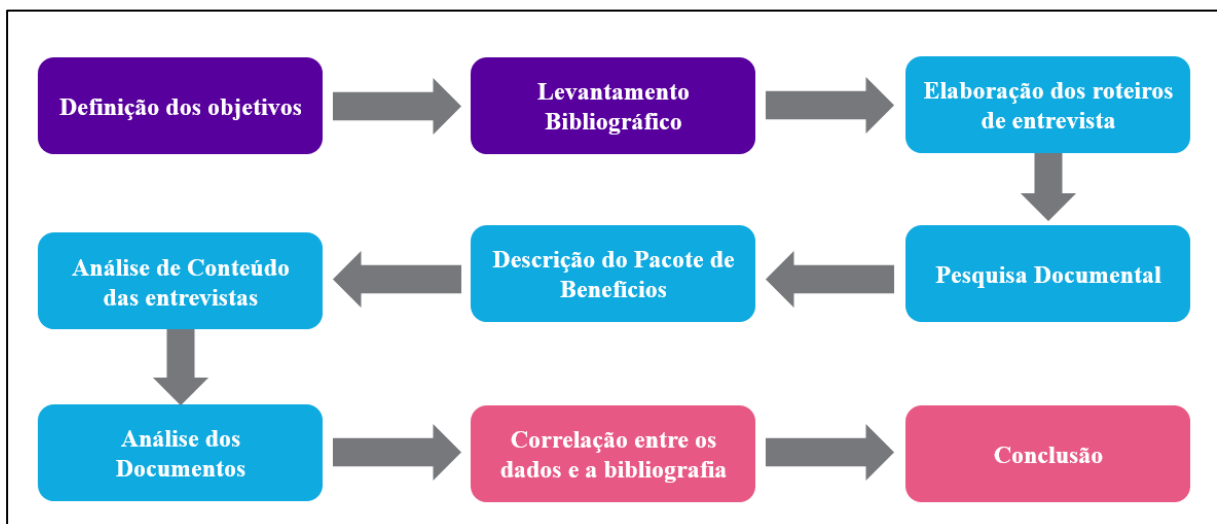 Definição dos objetivos
Levantamento
Bibliográfico
Elaboração dos roteiros
de entrevista
Pesquisa Documental
Descrição do Pacote de
Benefícios
Análise de Conteúdo
das entrevistas
Análise dos
Documentos
Correlação entre os
dados e a bibliografia
Conclusão